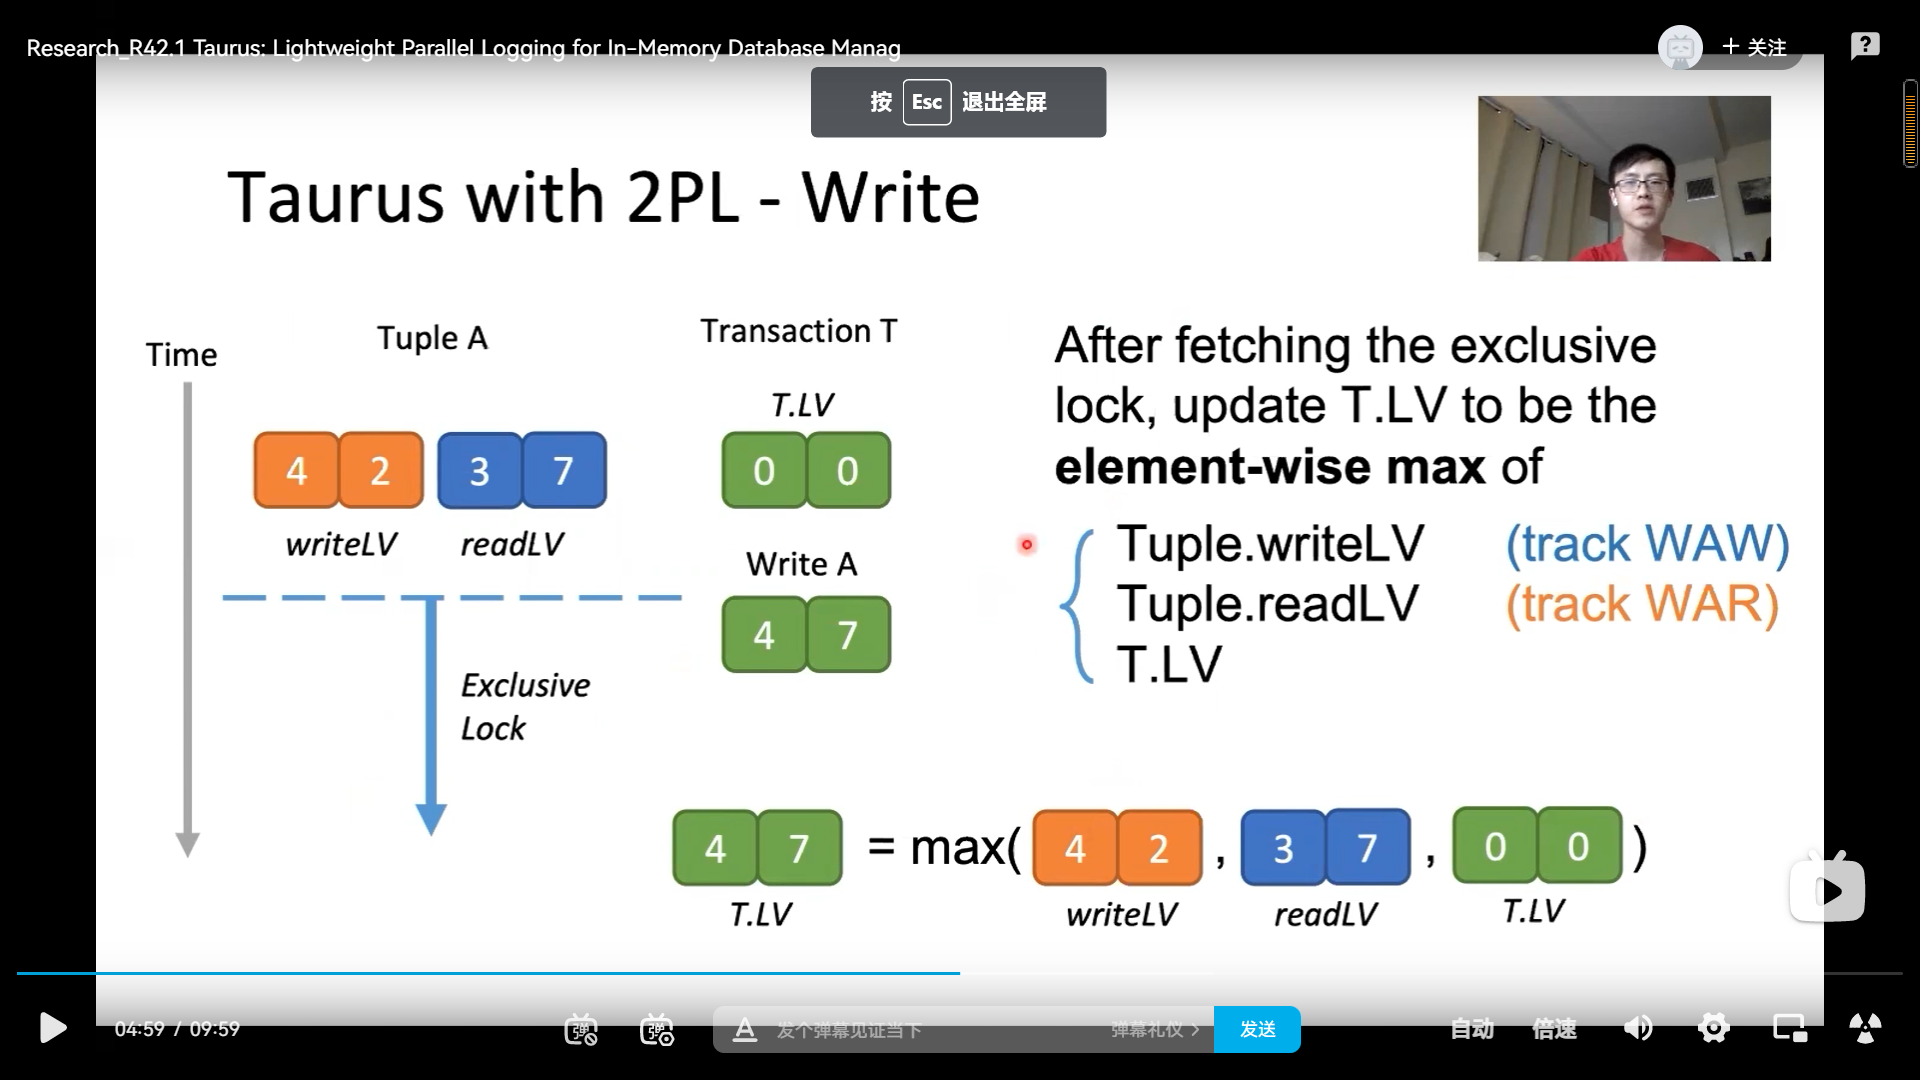 Research_R42.1 Taurus: Lightweight Parallel Logging for In-Memory Database Manag
+ 关注
?
按 Esc 退出全屏
Taurus with 2PL - Write
Time
Tuple A
Transaction T
T.LV
4 2 3 7
0 0
writeLV readLV
Write A
4 7
Exclusive
Lock
After fetching the exclusive
lock, update T.LV to be the
element-wise max of
Tuple.writeLV (track WAW)
Tuple.readLV (track WAR)
T.LV
4 7 = max( 4 2 , 3 7 , 0 0 )
T.LV writeLV readLV T.LV
04:59 / 09:59
弹
弹
A 发个弹幕见证当下 弹幕礼仪 > 发送
自动 倍速